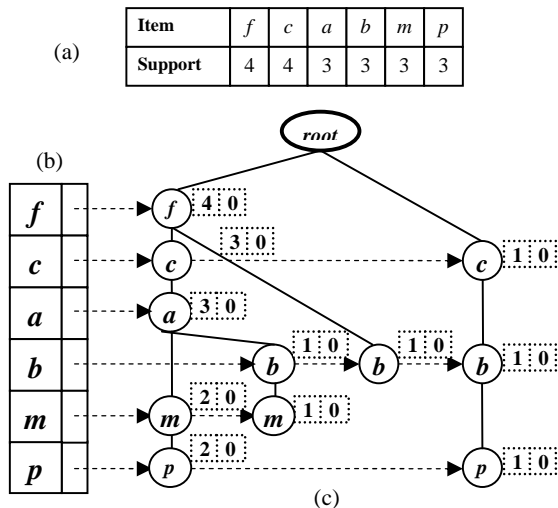 (a)
Item f c a b m p
Support 4 4 3 3 3 3
root
(b)
f f 4 0
3 0
c c c 1 0
a a 3 0
1 0 1 0
b b b b 1 0
2 0
m m m 1 0
2 0
p p p 1 0
(c)